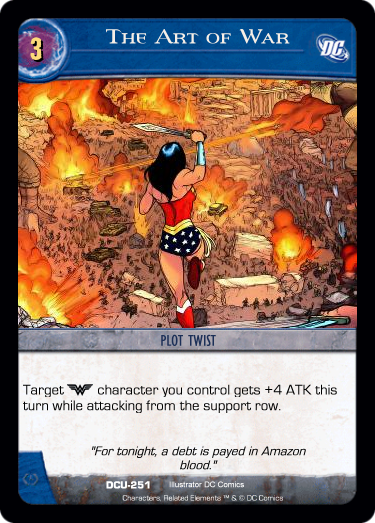 3
The Art of War
DC
PLOT TWIST
Target character you control gets +4 ATK this
turn while attacking from the support row.
"For tonight, a debt is payed in Amazon
blood."
DCU-251 Illustrator DC Comics
Characters, Related Elements ™ & © DC Comics